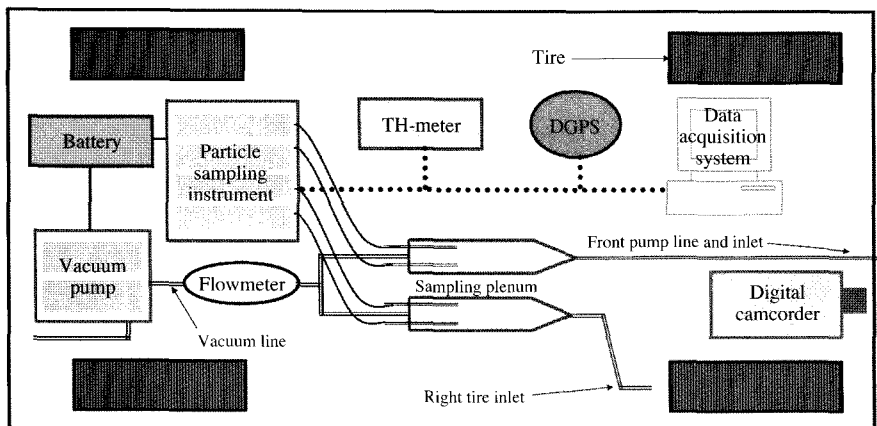 Tire
Battery
Particle
sampling
instrument
TH-meter
DGPS
Data
acquisition
system
Front pump line and inlet
Vacuum
pump
Flowmeter
Sampling plenum
Digital
camcorder
Vacuum line
Right tire inlet